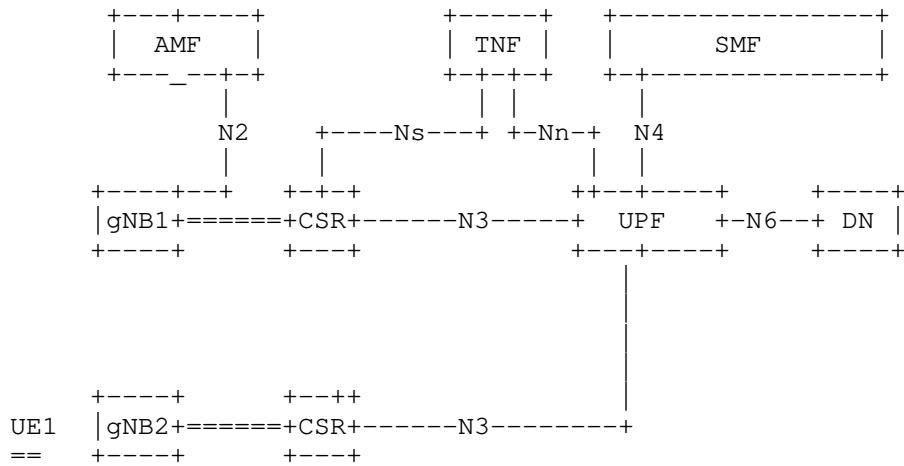 AMF TNF SMF
N2 Ns Nn N4
gNB1 CSR N3 UPF N6 DN
UE1 gNB2 CSR N3
==